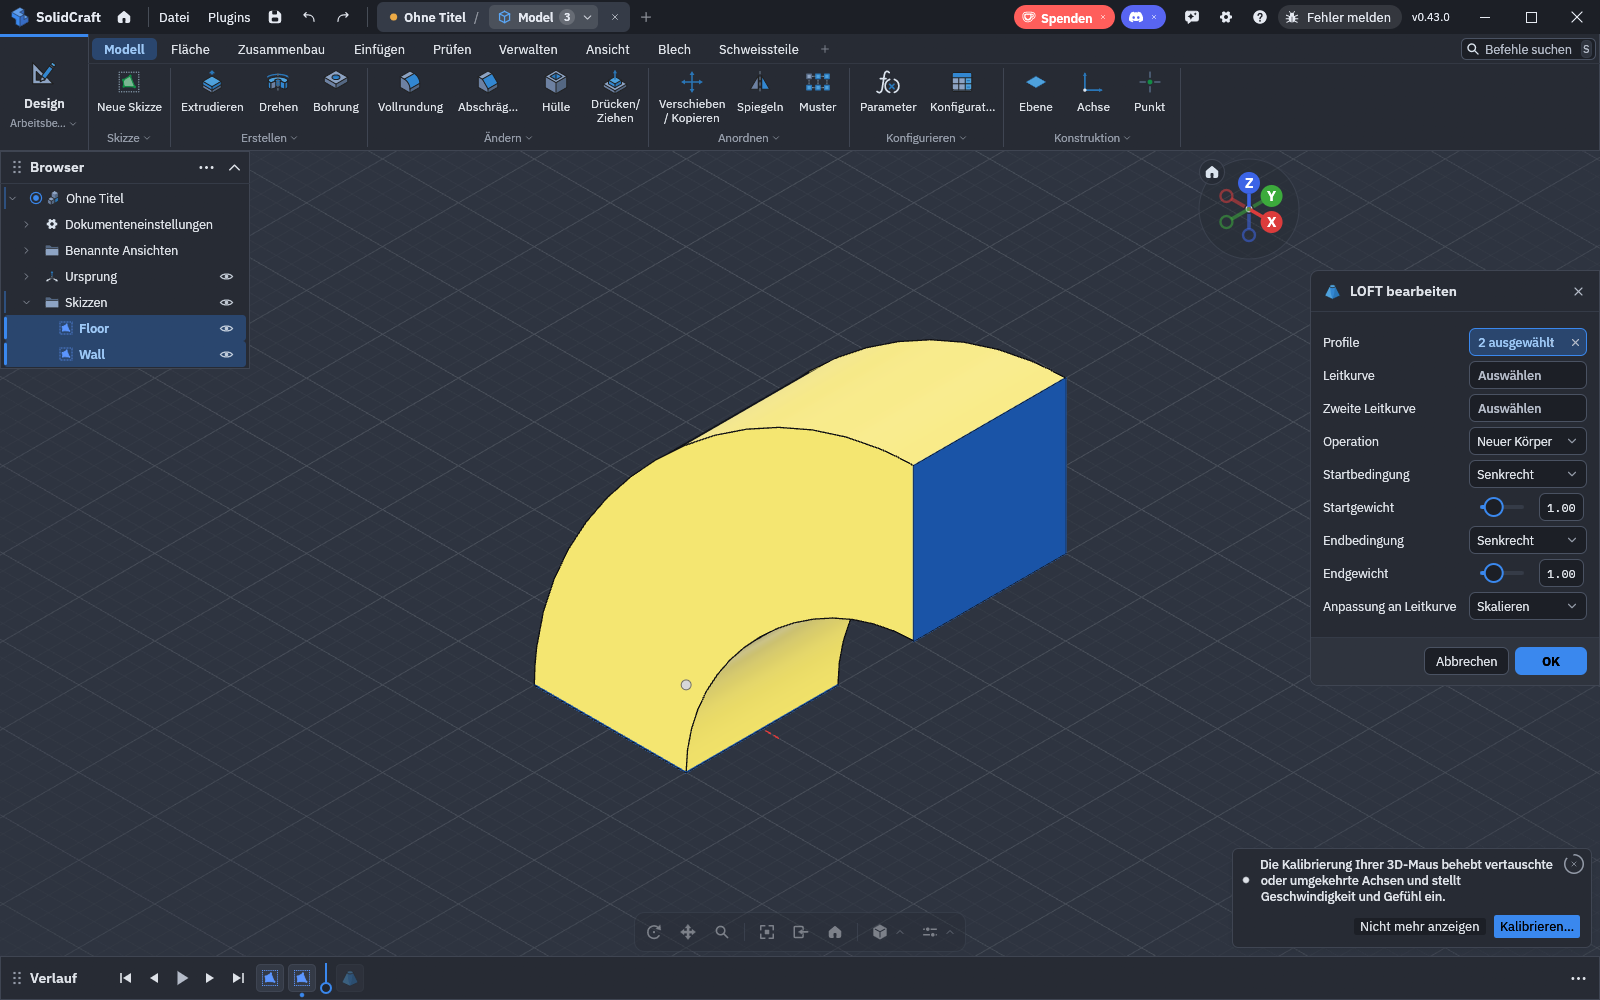 SolidCraft
Datei
Plugins
Ohne Titel / Model 3
Spenden
Fehler melden
v0.43.0
Design
Arbeitsbe...
Modell
Fläche
Zusammenbau
Einfügen
Prüfen
Verwalten
Ansicht
Blech
Schweissteile
Befehle suchen S
Neue Skizze
Skizze
Extrudieren
Drehen
Bohrung
Erstellen
Vollrundung
Abschräg...
Hülle
Drücken/
Ziehen
Ändern
Verschieben
/ Kopieren
Spiegeln
Muster
Anordnen
Parameter
Konfigurat...
Konfigurieren
Ebene
Achse
Punkt
Konstruktion
Browser
Ohne Titel
Dokumenteneinstellungen
Benannte Ansichten
Ursprung
Skizzen
Floor
Wall
Z
Y
X
LOFT bearbeiten
Profile 2 ausgewählt
Leitkurve Auswählen
Zweite Leitkurve Auswählen
Operation Neuer Körper
Startbedingung Senkrecht
Startgewicht 1.00
Endbedingung Senkrecht
Endgewicht 1.00
Anpassung an Leitkurve Skalieren
Abbrechen
OK
Die Kalibrierung Ihrer 3D-Maus behebt vertauschte
oder umgekehrte Achsen und stellt
Geschwindigkeit und Gefühl ein.
Nicht mehr anzeigen
Kalibrieren...
Verlauf